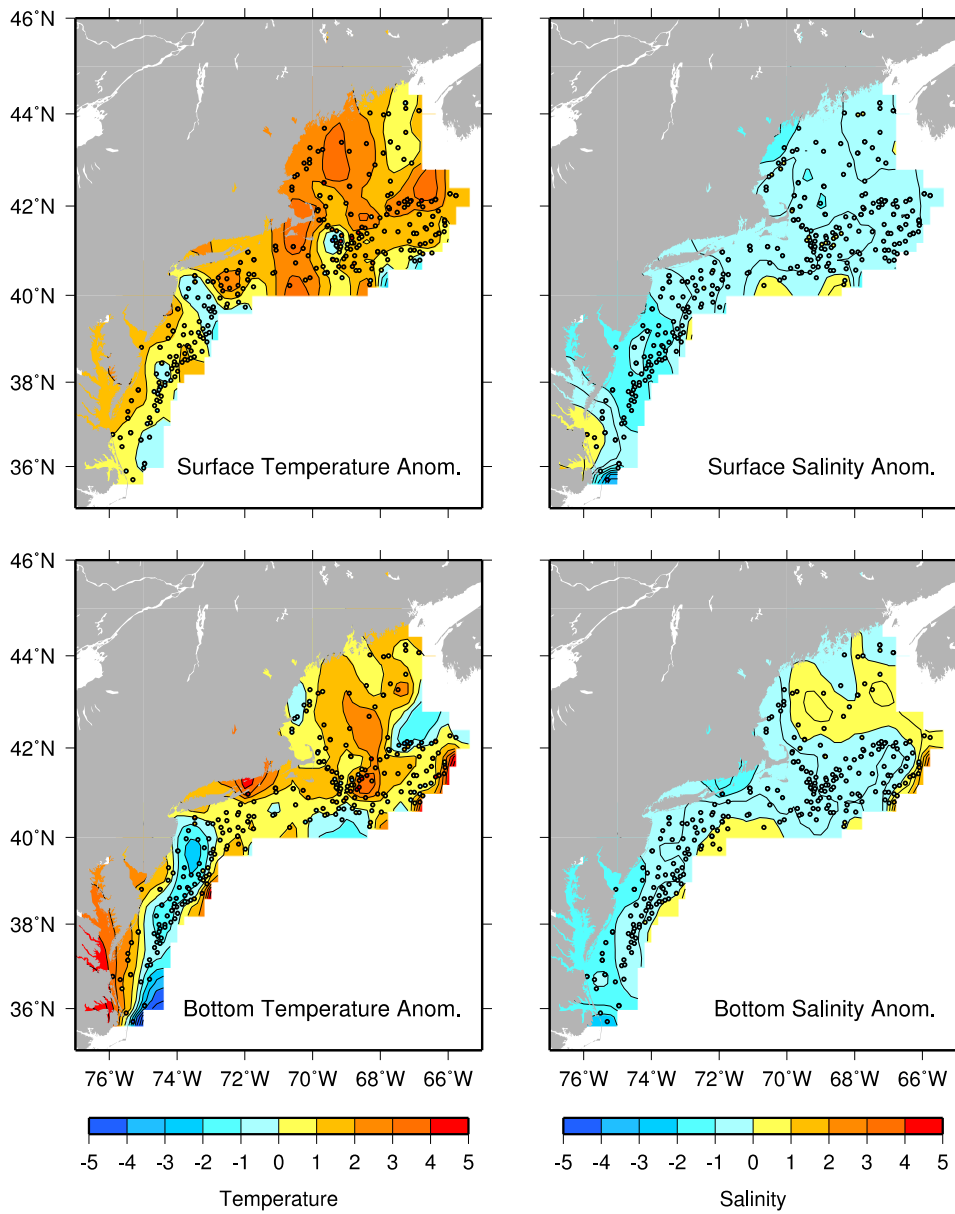 46˚N
44˚N
42˚N
40˚N
38˚N
36˚N
Surface Temperature Anom.
Surface Salinity Anom.
46˚N
44˚N
42˚N
40˚N
38˚N
36˚N
Bottom Temperature Anom.
Bottom Salinity Anom.
76˚W 74˚W 72˚W 70˚W 68˚W 66˚W
76˚W 74˚W 72˚W 70˚W 68˚W 66˚W
-5 -4 -3 -2 -1 0 1 2 3 4 5
-5 -4 -3 -2 -1 0 1 2 3 4 5
Temperature
Salinity